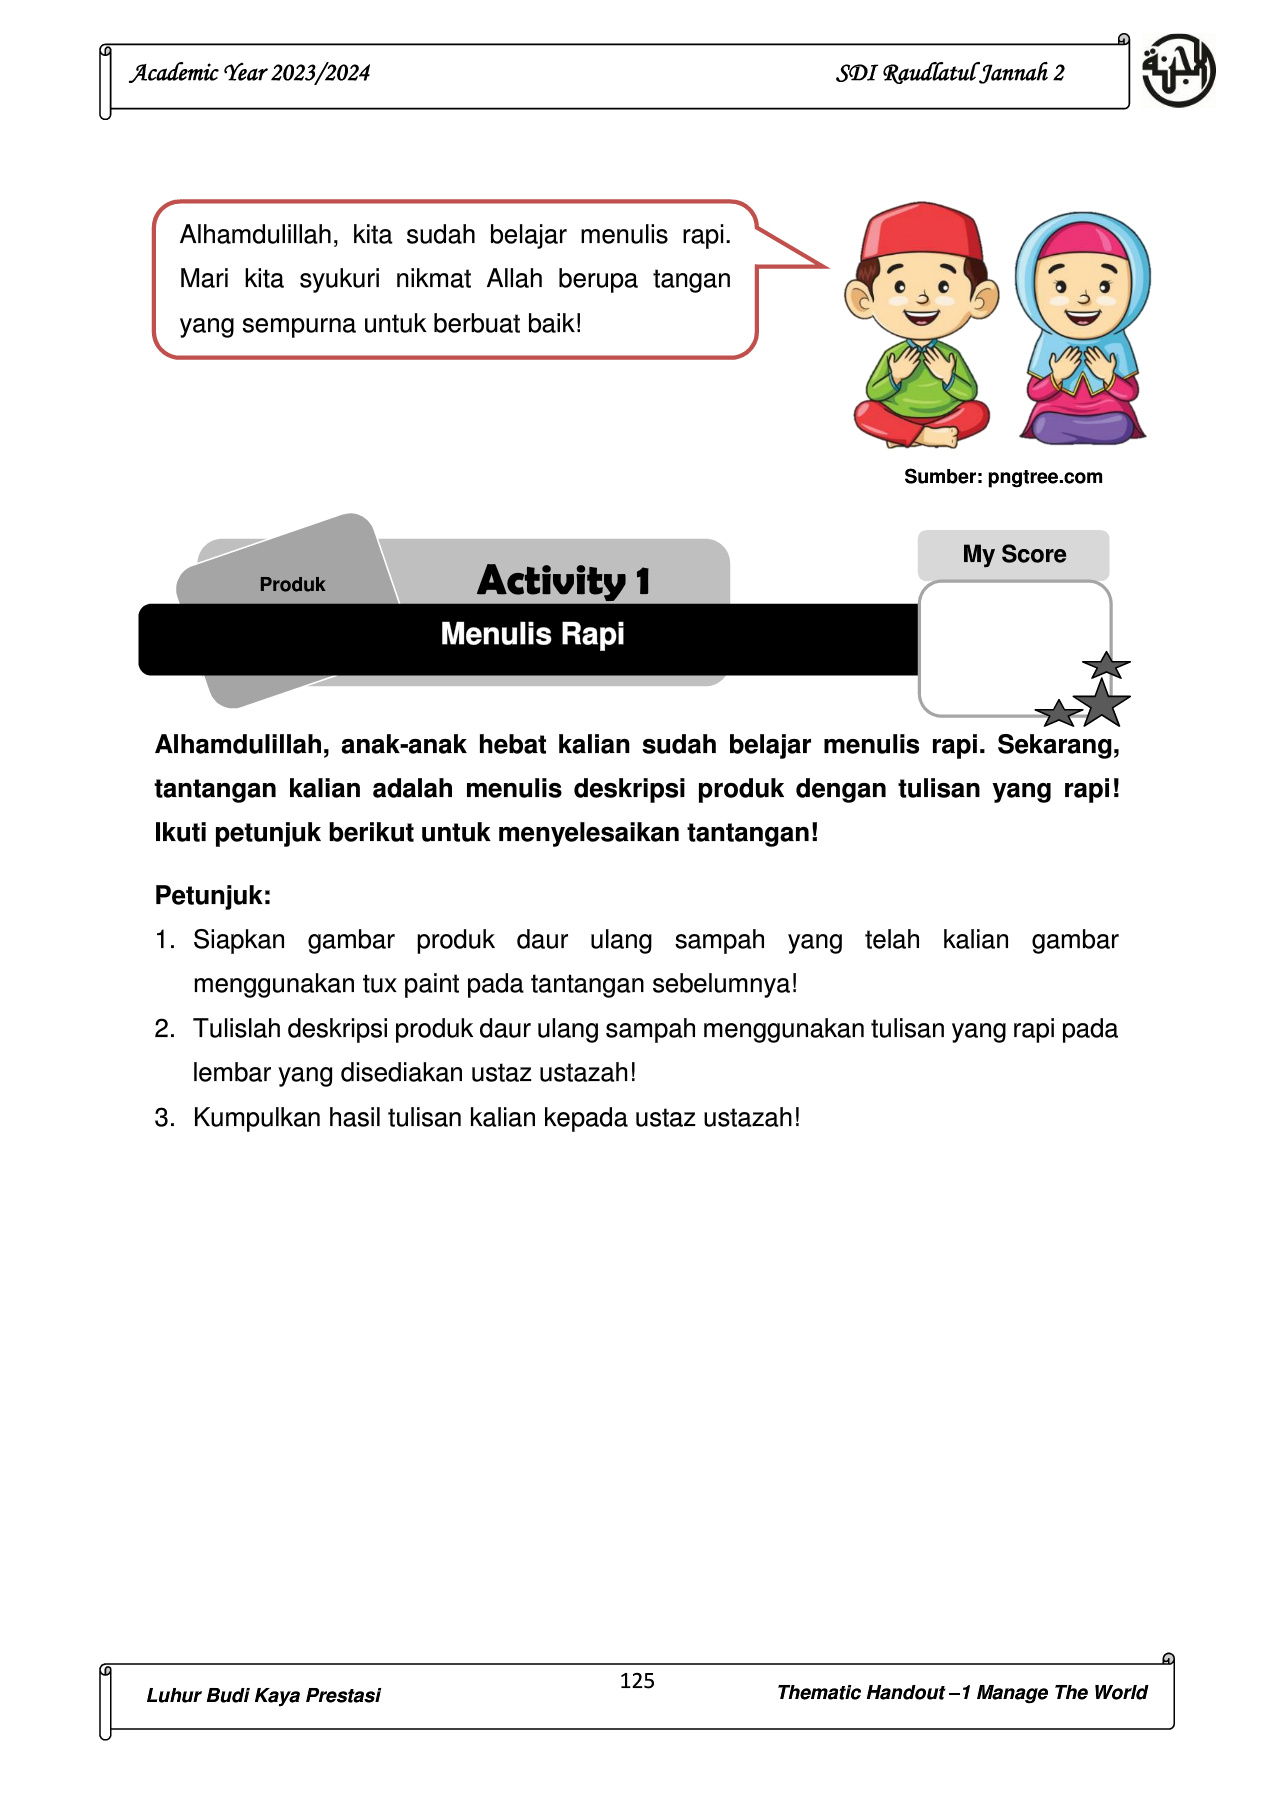 Academic Year 2023/2024
SDI Raudlatul Jannah 2
Alhamdulillah, kita sudah belajar menulis rapi.
Mari kita syukuri nikmat Allah berupa tangan
yang sempurna untuk berbuat baik!
Sumber: pngtree.com
My Score
Produk
Activity 1
Menulis Rapi
Alhamdulillah, anak-anak hebat kalian sudah belajar menulis rapi. Sekarang,
tantangan kalian adalah menulis deskripsi produk dengan tulisan yang rapi!
Ikuti petunjuk berikut untuk menyelesaikan tantangan!
Petunjuk:
1. Siapkan gambar produk daur ulang sampah yang telah kalian gambar
menggunakan tux paint pada tantangan sebelumnya!
2. Tulislah deskripsi produk daur ulang sampah menggunakan tulisan yang rapi pada
lembar yang disediakan ustaz ustazah!
3. Kumpulkan hasil tulisan kalian kepada ustaz ustazah!
Luhur Budi Kaya Prestasi
125
Thematic Handout –1 Manage The World